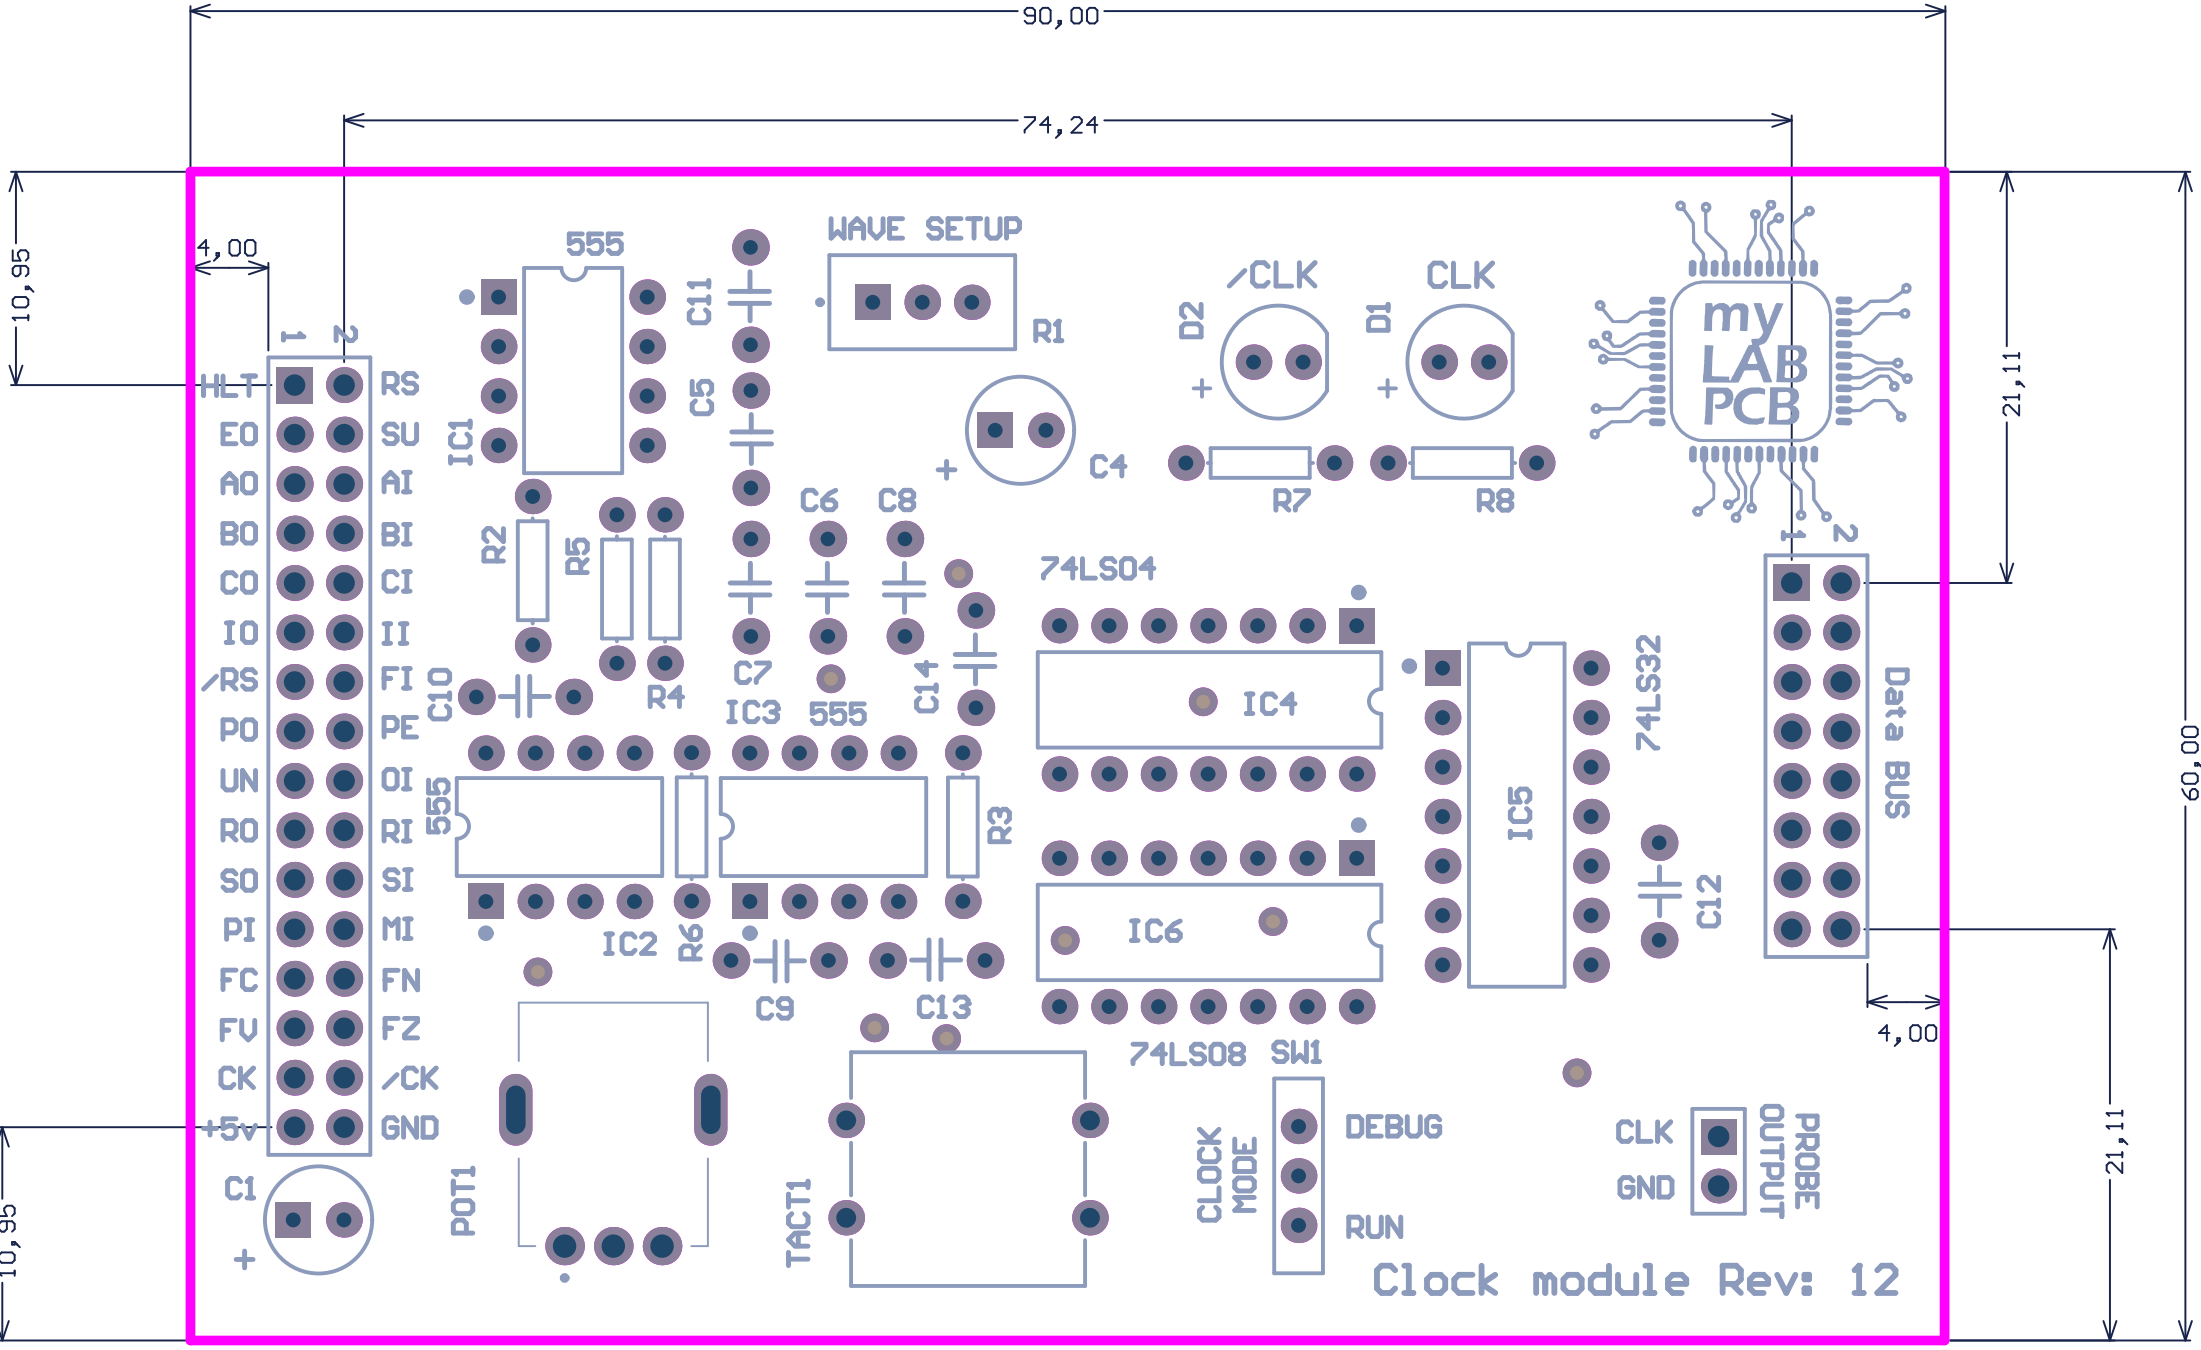 90,00
74,24
10,95
4,00
WAVE SETUP
555
C11
R1
/CLK
CLK
D2
D1
+
+
my
LAB
PCB
21,11
60,00
1
2
HLT
RS
EO
SU
AO
AI
BO
BI
CO
CI
IO
II
/RS
FI
PO
PE
UN
OI
RO
RI
SO
SI
PI
MI
FC
FN
FV
FZ
CK
/CK
+5v
GND
IC1
C5
C4
+
R7
R8
R2
R5
R4
C6
C8
C7
C10
C14
IC3
555
74LS04
IC4
74LS32
IC5
1
2
Data BUS
555
IC2
R6
R3
C9
C13
IC6
74LS08
C12
4,00
SW1
CLOCK
MODE
DEBUG
RUN
CLK
GND
PROBE
OUTPUT
21,11
10,95
C1
+
POT1
TACT1
Clock module Rev: 12